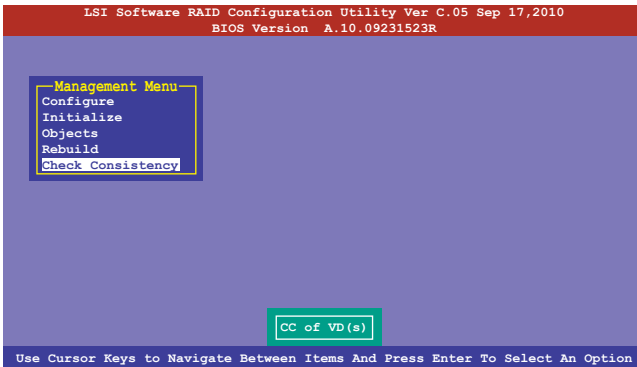 LSI Software RAID Configuration Utility Ver C.05 Sep 17,2010
BIOS Version A.10.09231523R
Management Menu
Configure
Initialize
Objects
Rebuild
Check Consistency
CC of VD(s)
Use Cursor Keys to Navigate Between Items And Press Enter To Select An Option